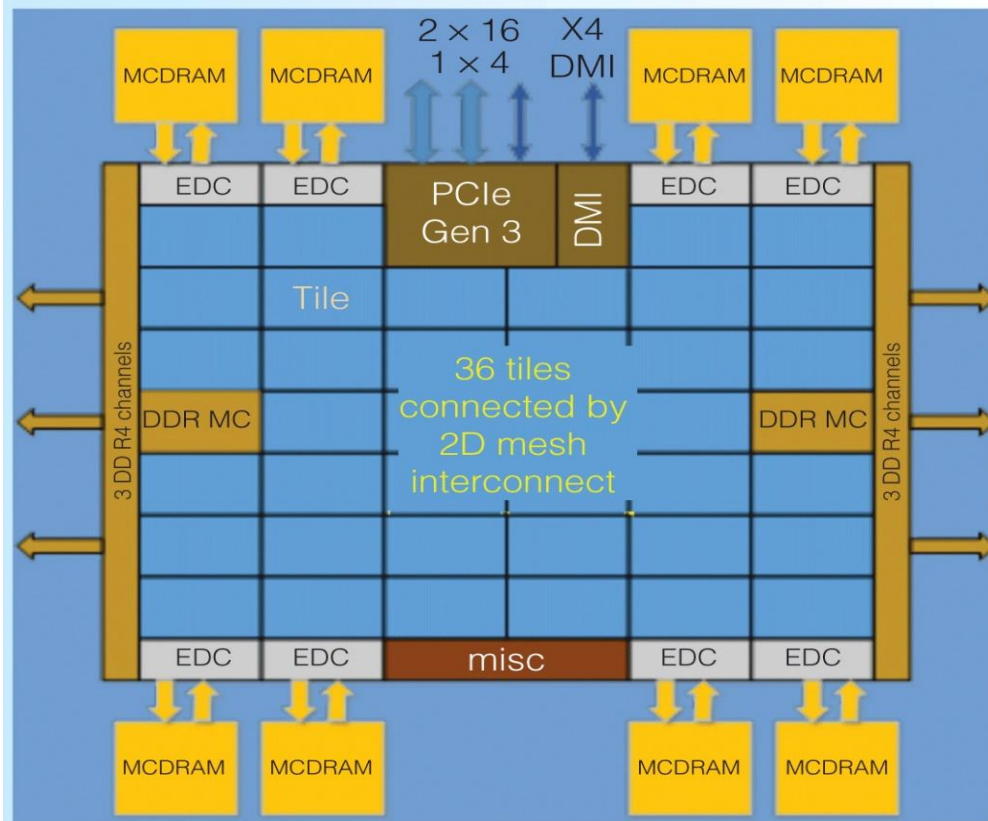 2 × 16
1 × 4
X4
DMI
MCDRAM
MCDRAM
MCDRAM
MCDRAM
EDC
EDC
PCIe
Gen 3
DMI
EDC
EDC
Tile
3 DD R4 channels
DDR MC
36 tiles
connected by
2D mesh
interconnect
DDR MC
3 DD R4 channels
EDC
EDC
misc
EDC
EDC
MCDRAM
MCDRAM
MCDRAM
MCDRAM